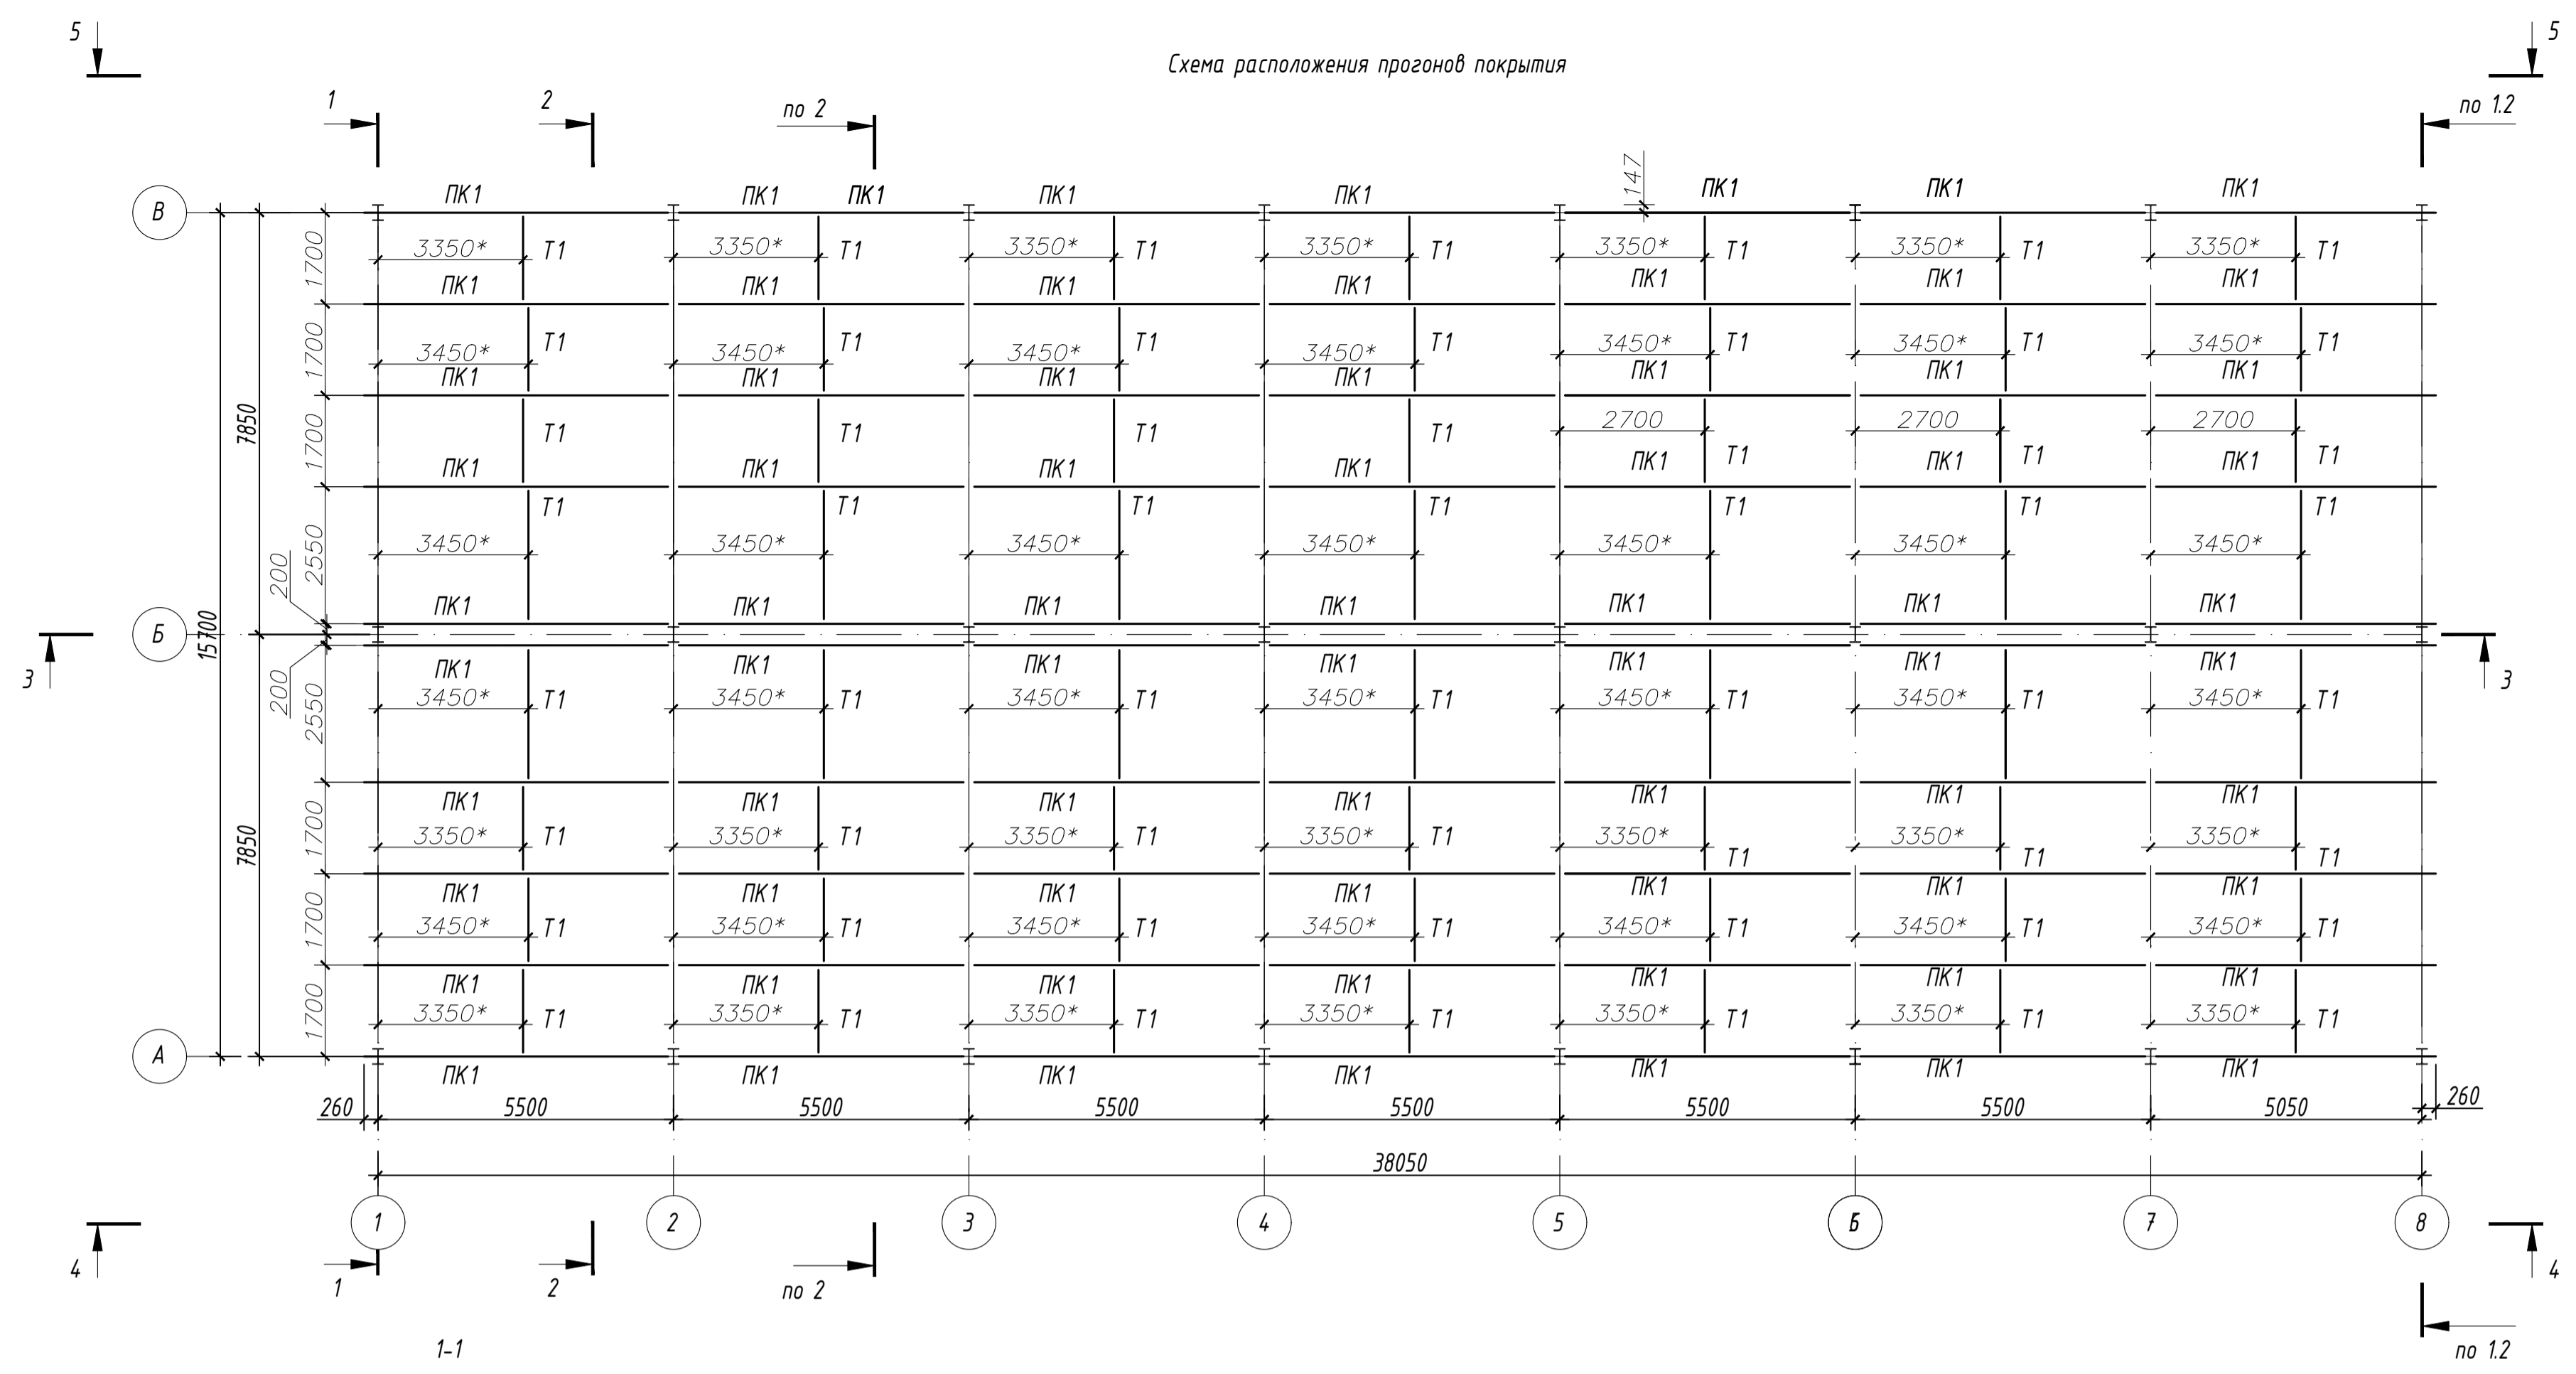 Схема расположения прогонов покрытия
5 5
1 2 по 2 по 1.2
147
ПК1 ПК1 ПК1 ПК1 ПК1 ПК1 ПК1 ПК1
В
1700 3350* Т1 3350* Т1 3350* Т1 3350* Т1 3350* Т1 3350* Т1 3350* Т1
ПК1 ПК1 ПК1 ПК1 ПК1 ПК1 ПК1
1700 3450* Т1 3450* Т1 3450* Т1 3450* Т1 3450* Т1 3450* Т1 3450* Т1
ПК1 ПК1 ПК1 ПК1 ПК1 ПК1 ПК1
7850 1700 Т1 Т1 Т1 Т1 2700 Т1 2700 Т1 2700 Т1
ПК1 ПК1 ПК1 ПК1 ПК1 ПК1 ПК1
Т1 Т1 Т1 Т1 Т1 Т1 Т1
200 2550 3450* 3450* 3450* 3450* 3450* 3450* 3450*
ПК1 ПК1 ПК1 ПК1 ПК1 ПК1 ПК1
15700 Б
3 3
ПК1 ПК1 ПК1 ПК1 ПК1 ПК1 ПК1
200 2550 3450* Т1 3450* Т1 3450* Т1 3450* Т1 3450* Т1 3450* Т1 3450* Т1
ПК1 ПК1 ПК1 ПК1 ПК1 ПК1 ПК1
7850 1700 3350* Т1 3350* Т1 3350* Т1 3350* Т1 3350* Т1 3350* Т1 3350* Т1
ПК1 ПК1 ПК1 ПК1 ПК1 ПК1 ПК1
1700 3450* Т1 3450* Т1 3450* Т1 3450* Т1 3450* Т1 3450* Т1 3450* Т1
ПК1 ПК1 ПК1 ПК1 ПК1 ПК1 ПК1
1700 3350* Т1 3350* Т1 3350* Т1 3350* Т1 3350* Т1 3350* Т1 3350* Т1
А
ПК1 ПК1 ПК1 ПК1 ПК1 ПК1 ПК1
260 5500 5500 5500 5500 5500 5500 5050 260
38050
1 2 3 4 5 Б 7 8
4 4
1 2 по 2
1-1 по 1.2